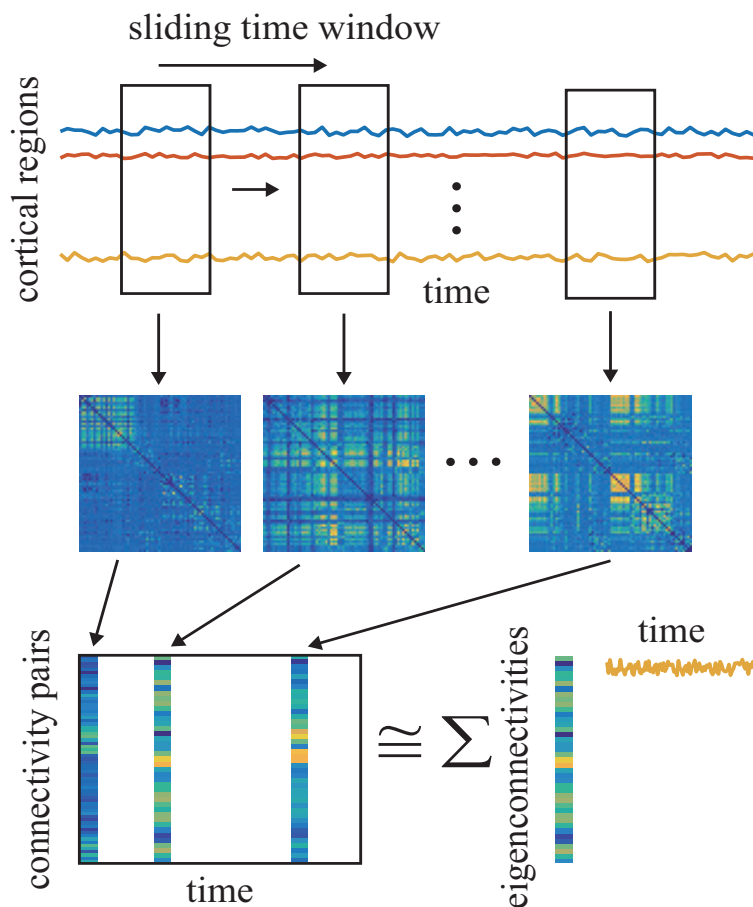 sliding time window
cortical regions
time
connectivity pairs
time
≅ ∑
eigenconnectivities
time